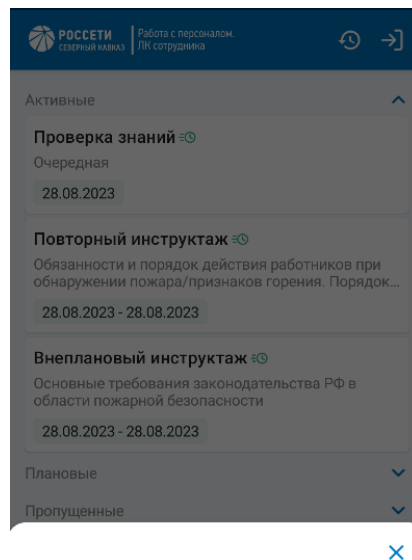 РОССЕТИ
СЕВЕРНЫЙ КАВКАЗ
Работа с персоналом.
ЛК сотрудника
Активные
Проверка знаний
Очередная
28.08.2023
Повторный инструктаж
Обязанности и порядок действия работников при
обнаружении пожара/признаков горения. Порядок...
28.08.2023 - 28.08.2023
Внеплановый инструктаж
Основные требования законодательства РФ в
области пожарной безопасности
28.08.2023 - 28.08.2023
Плановые
Пропущенные